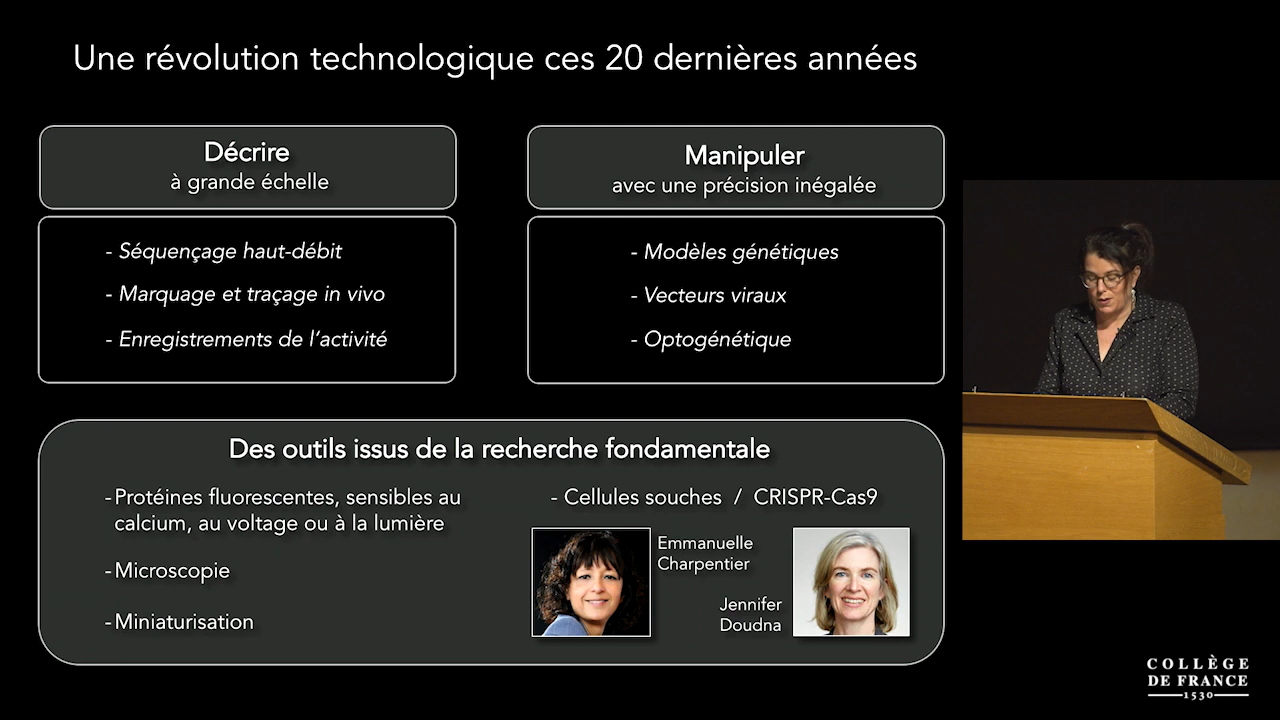 Une révolution technologique ces 20 dernières années
Décrire
à grande échelle
- Séquençage haut-débit
- Marquage et traçage in vivo
- Enregistrements de l'activité
Manipuler
avec une précision inégalée
- Modèles génétiques
- Vecteurs viraux
- Optogénétique
Des outils issus de la recherche fondamentale
- Protéines fluorescentes, sensibles au
calcium, au voltage ou à la lumière
- Microscopie
- Miniaturisation
- Cellules souches / CRISPR-Cas9
Emmanuelle
Charpentier
Jennifer
Doudna
COLLÈGE
DE FRANCE
1530